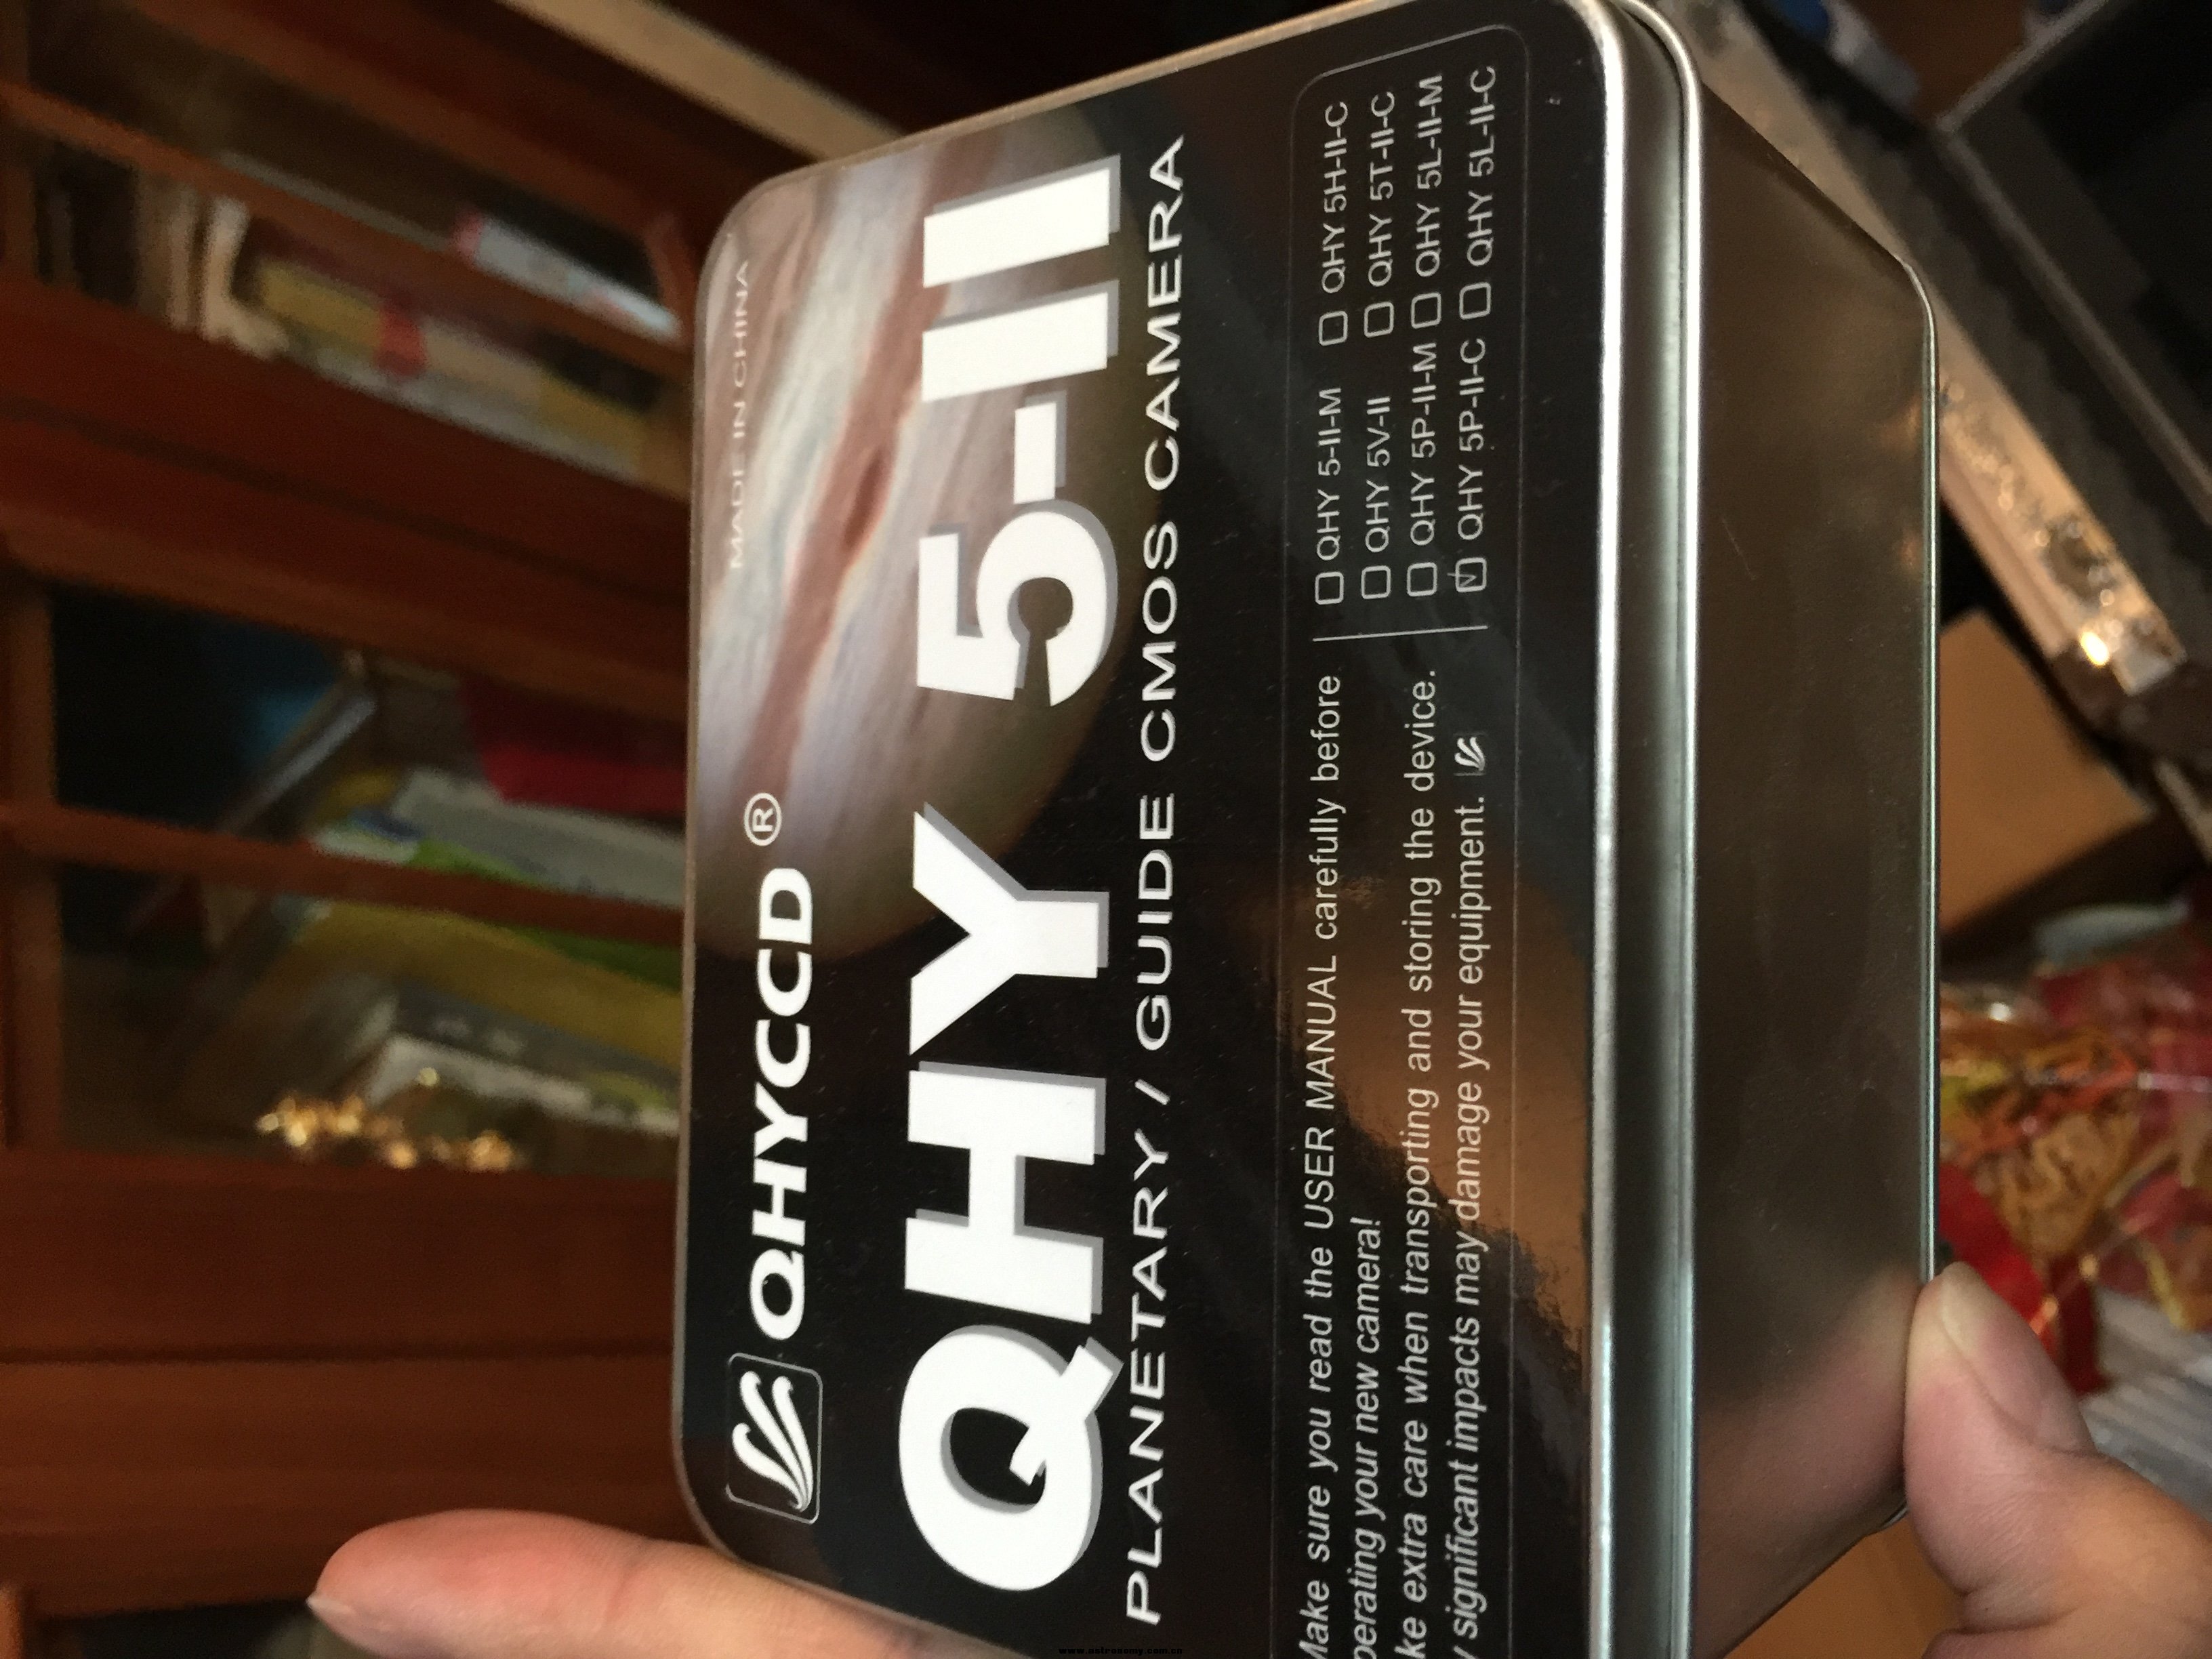 MADE IN CHINA
QHYCCD ®
QHY 5-II
PLANETARY / GUIDE CMOS CAMERA
Make sure you read the USER MANUAL carefully before
perating your new camera!
ke extra care when transporting and storing the device.
y significant impacts may damage your equipment.
☐ QHY 5-II-M ☐ QHY 5H-II-C
☐ QHY 5V-II ☐ QHY 5T-II-C
☐ QHY 5P-II-M ☐ QHY 5L-II-M
☑ QHY 5P-II-C ☐ QHY 5L-II-C
www.astronomy.com.cn